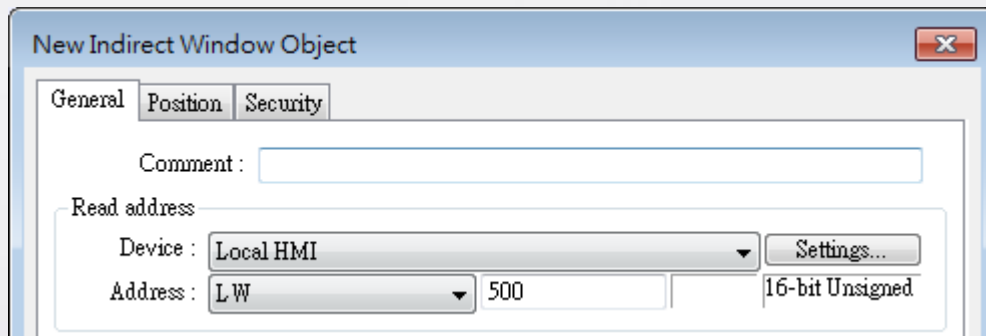 New Indirect Window Object
General Position Security
Comment :
Read address
Device : Local HMI Settings...
Address : LW 500 16-bit Unsigned